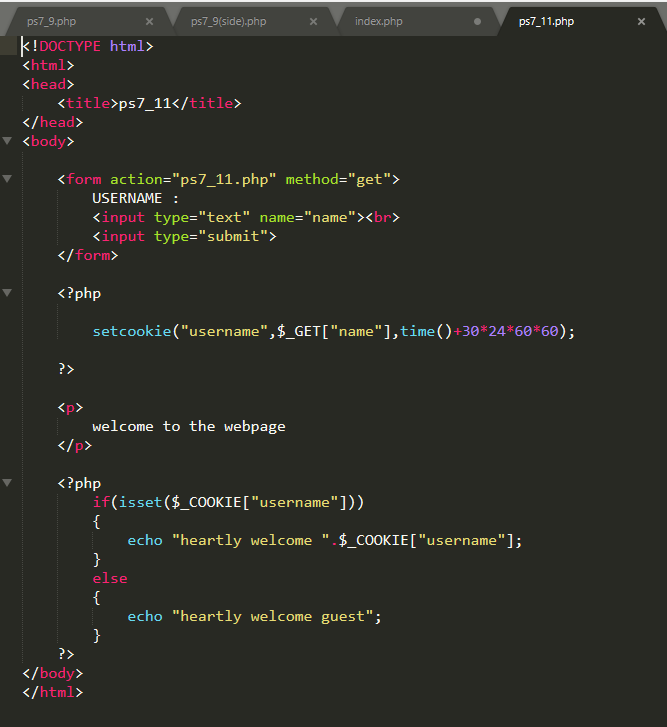 ps7_9.php × ps7_9(side).php × index.php ps7_11.php ×
<!DOCTYPE html>
<html>
<head>
    <title>ps7_11</title>
</head>
<body>
    <form action="ps7_11.php" method="get">
        USERNAME :
        <input type="text" name="name"><br>
        <input type="submit">
    </form>
    <?php
        setcookie("username",$_GET["name"],time()+30*24*60*60);
    ?>
    <p>
        welcome to the webpage
    </p>
    <?php
        if(isset($_COOKIE["username"]))
        {
            echo "heartly welcome ".$_COOKIE["username"];
        }
        else
        {
            echo "heartly welcome guest";
        }
    ?>
</body>
</html>